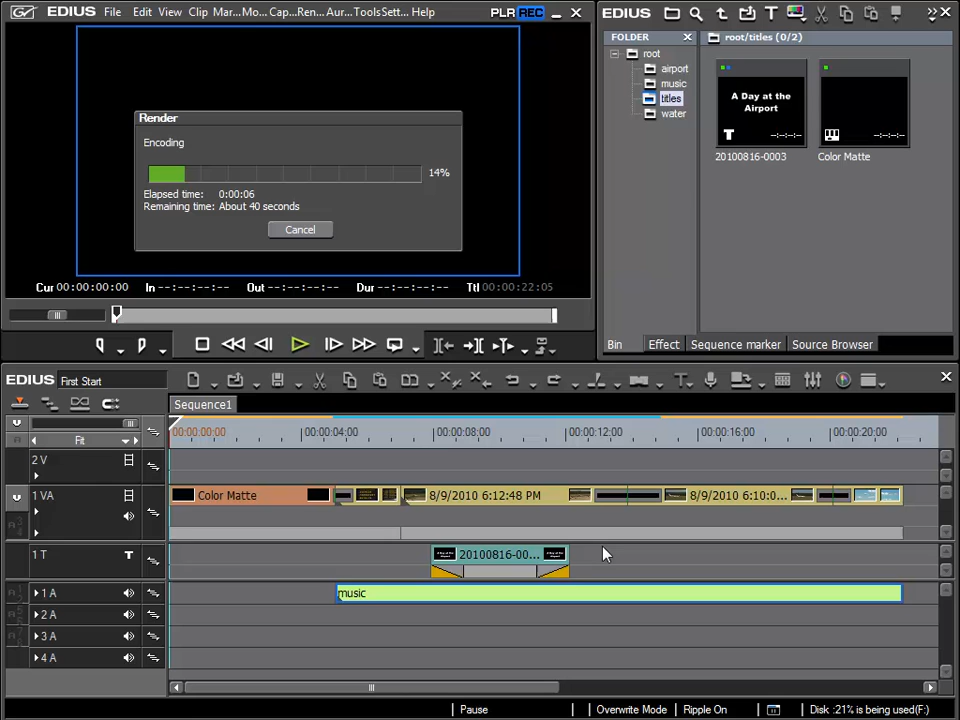 File Edit View Clip Mar...Mo... Cap...Ren... Aur...ToolsSett... Help PLR REC
Render
Encoding
14%
Elapsed time: 0:00:06
Remaining time: About 40 seconds
Cancel
Cur 00:00:00:00 In --:--:--:-- Out --:--:--:-- Dur --:--:--:-- Ttl 00:00:22:05
EDIUS
FOLDER
root/titles (0/2)
root
airport
music
titles
water
A Day at the
Airport
T --:--:--:--
--:--:--:--
20100816-0003
Color Matte
Bin Effect Sequence marker Source Browser
EDIUS First Start
Sequence1
Fit
00:00:00:00 00:00:04:00 00:00:08:00 00:00:12:00 00:00:16:00 00:00:20:00
2 V
1 VA
Color Matte
8/9/2010 6:12:48 PM
8/9/2010 6:10:0...
1 T T
20100816-00...
1 A
music
2 A
3 A
4 A
Pause Overwrite Mode Ripple On Disk :21% is being used(F:)